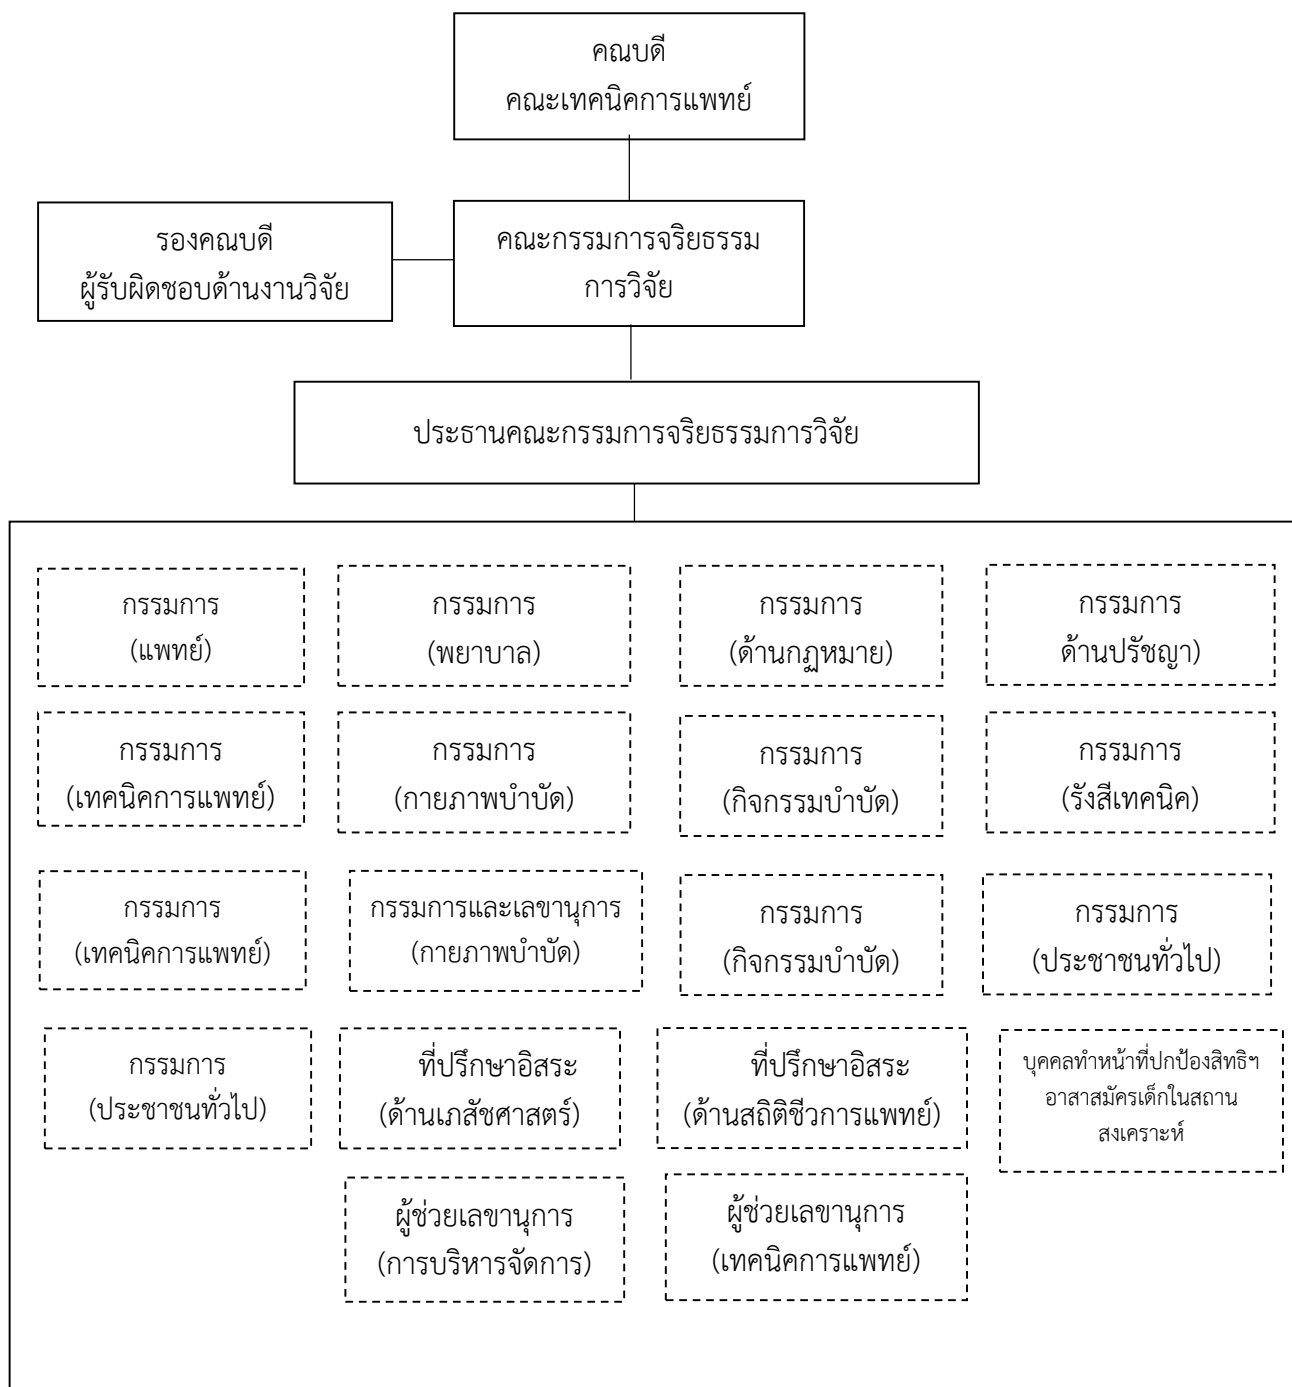 คณบดี
คณะเทคนิคการแพทย์
รองคณบดี
ผู้รับผิดชอบด้านงานวิจัย
คณะกรรมการจริยธรรม
การวิจัย
ประธานคณะกรรมการจริยธรรมการวิจัย
กรรมการ
(แพทย์)
กรรมการ
(พยาบาล)
กรรมการ
(ด้านกฎหมาย)
กรรมการ
ด้านปรัชญา)
กรรมการ
(เทคนิคการแพทย์)
กรรมการ
(กายภาพบำบัด)
กรรมการ
(กิจกรรมบำบัด)
กรรมการ
(รังสีเทคนิค)
กรรมการ
(เทคนิคการแพทย์)
กรรมการและเลขานุการ
(กายภาพบำบัด)
กรรมการ
(กิจกรรมบำบัด)
กรรมการ
(ประชาชนทั่วไป)
กรรมการ
(ประชาชนทั่วไป)
ที่ปรึกษาอิสระ
(ด้านเภสัชศาสตร์)
ที่ปรึกษาอิสระ
(ด้านสถิติชีวการแพทย์)
บุคคลทำหน้าที่ปกป้องสิทธิฯ
อาสาสมัครเด็กในสถาน
สงเคราะห์
ผู้ช่วยเลขานุการ
(การบริหารจัดการ)
ผู้ช่วยเลขานุการ
(เทคนิคการแพทย์)